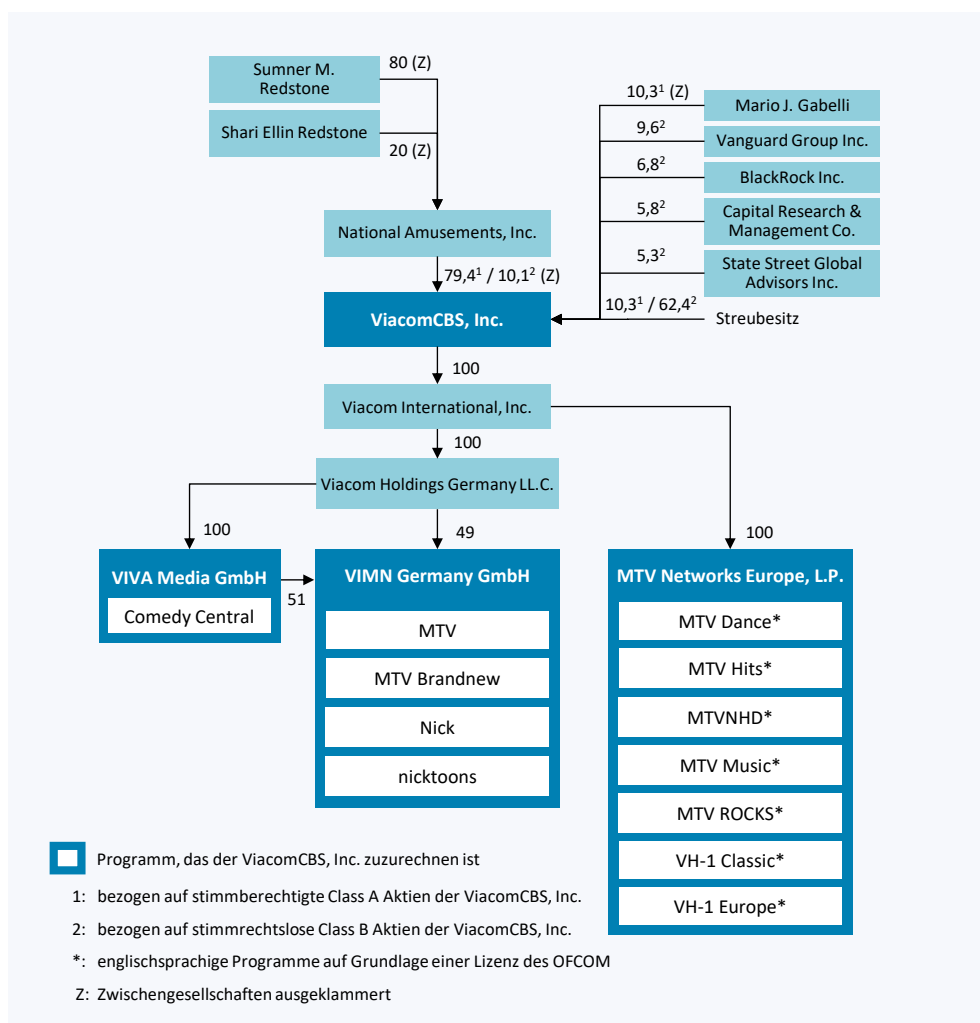 80 (Z)
Sumner M.
Redstone
Shari Ellin Redstone
20 (Z)
10,3¹ (Z)
Mario J. Gabelli
9,6²
Vanguard Group Inc.
6,8²
BlackRock Inc.
5,8²
Capital Research &
Management Co.
5,3²
State Street Global
Advisors Inc.
10,3¹ / 62,4²
Streubesitz
National Amusements, Inc.
79,4¹ / 10,1² (Z)
ViacomCBS, Inc.
100
Viacom International, Inc.
100
Viacom Holdings Germany LL.C.
100
49
100
VIVA Media GmbH
Comedy Central
51
VIMN Germany GmbH
MTV
MTV Brandnew
Nick
nicktoons
MTV Networks Europe, L.P.
MTV Dance*
MTV Hits*
MTVNHD*
MTV Music*
MTV ROCKS*
VH-1 Classic*
VH-1 Europe*
Programm, das der ViacomCBS, Inc. zuzurechnen ist
1: bezogen auf stimmberechtigte Class A Aktien der ViacomCBS, Inc.
2: bezogen auf stimmrechtslose Class B Aktien der ViacomCBS, Inc.
*: englischsprachige Programme auf Grundlage einer Lizenz des OFCOM
Z: Zwischengesellschaften ausgeklammert